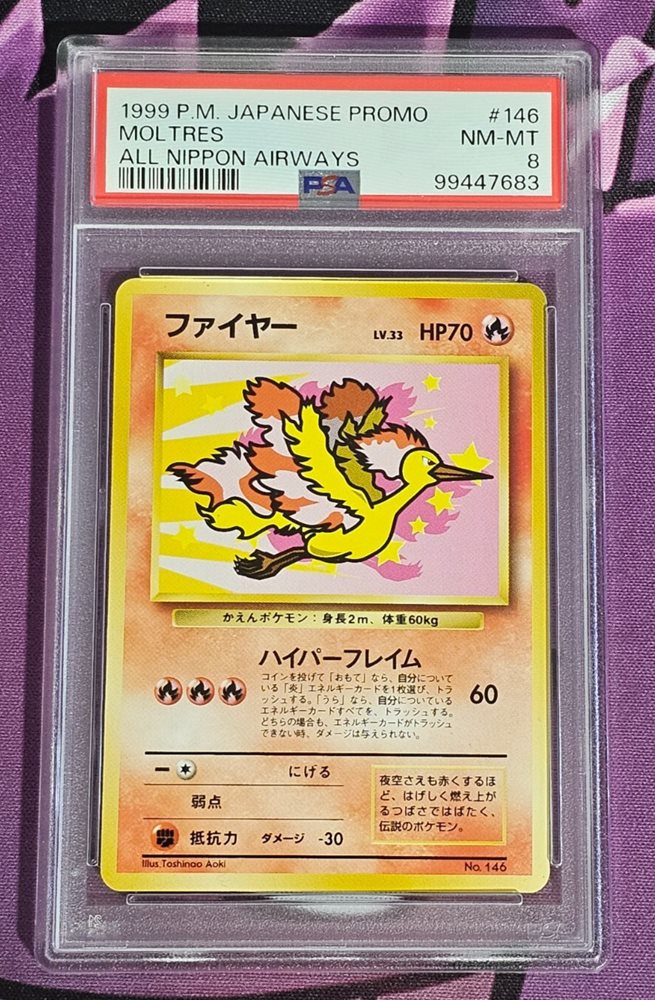 1999 P.M. JAPANESE PROMO #146
MOLTRES NM-MT
ALL NIPPON AIRWAYS 8
PSA 99447683
ファイヤー LV.33 HP70
かえんポケモン：身長2m、体重60kg
ハイパーフレイム
コインを投げて「おもて」なら、自分について
いる「炎」エネルギーカードを1枚選び、トラ
ッシュする。「うら」なら、自分についている
エネルギーカードすべてを、トラッシュする。
どちらの場合も、エネルギーカードがトラッシュ
できない時、ダメージは与えられない。
60
にげる
弱点
抵抗力 ダメージ -30
夜空さえも赤くするほ
ど、はげしく燃え上が
るつばさではばたく、
伝説のポケモン。
Illus.Toshinao Aoki No. 146